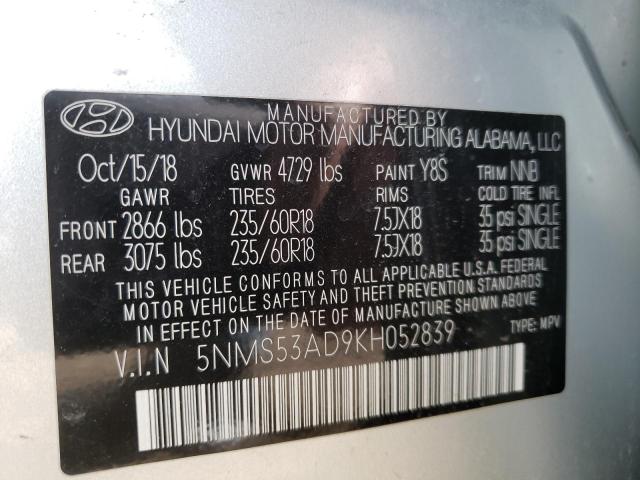 MANUFACTURED BY
HYUNDAI MOTOR MANUFACTURING ALABAMA, LLC
Oct/15/18 GVWR 4729 lbs PAINT Y8S TRIM NNB
GAWR TIRES RIMS COLD TIRE INFL
FRONT 2866 lbs 235/60R18 7.5JX18 35 psi SINGLE
REAR 3075 lbs 235/60R18 7.5JX18 35 psi SINGLE
THIS VEHICLE CONFORMS TO ALL APPLICABLE U.S.A. FEDERAL
MOTOR VEHICLE SAFETY AND THEFT PREVENTION STANDARDS
IN EFFECT ON THE DATE OF MANUFACTURE SHOWN ABOVE.
V.I.N 5NMS53AD9KH052839 TYPE: MPV